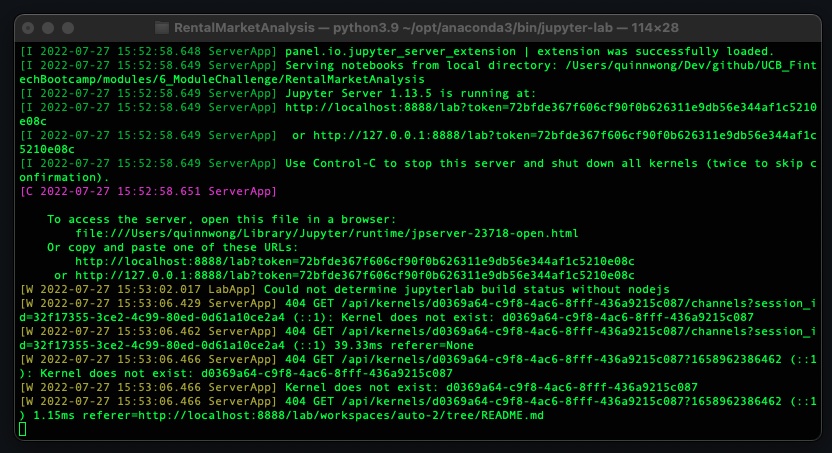 RentalMarketAnalysis — python3.9 ~/opt/anaconda3/bin/jupyter-lab — 114×28
[I 2022-07-27 15:52:58.648 ServerApp] panel.io.jupyter_server_extension | extension was successfully loaded.
[I 2022-07-27 15:52:58.649 ServerApp] Serving notebooks from local directory: /Users/quinnwong/Dev/github/UCB_Fint
echBootcamp/modules/6_ModuleChallenge/RentalMarketAnalysis
[I 2022-07-27 15:52:58.649 ServerApp] Jupyter Server 1.13.5 is running at:
[I 2022-07-27 15:52:58.649 ServerApp] http://localhost:8888/lab?token=72bfde367f606cf90f0b626311e9db56e344af1c5210
e08c
[I 2022-07-27 15:52:58.649 ServerApp]  or http://127.0.0.1:8888/lab?token=72bfde367f606cf90f0b626311e9db56e344af1c
5210e08c
[I 2022-07-27 15:52:58.649 ServerApp] Use Control-C to stop this server and shut down all kernels (twice to skip c
onfirmation).
[C 2022-07-27 15:52:58.651 ServerApp]
To access the server, open this file in a browser:
file:///Users/quinnwong/Library/Jupyter/runtime/jpserver-23718-open.html
Or copy and paste one of these URLs:
http://localhost:8888/lab?token=72bfde367f606cf90f0b626311e9db56e344af1c5210e08c
or http://127.0.0.1:8888/lab?token=72bfde367f606cf90f0b626311e9db56e344af1c5210e08c
[W 2022-07-27 15:53:02.017 LabApp] Could not determine jupyterlab build status without nodejs
[W 2022-07-27 15:53:06.429 ServerApp] 404 GET /api/kernels/d0369a64-c9f8-4ac6-8fff-436a9215c087/channels?session_i
d=32f17355-3ce2-4c99-80ed-0d61a10ce2a4 (::1): Kernel does not exist: d0369a64-c9f8-4ac6-8fff-436a9215c087
[W 2022-07-27 15:53:06.462 ServerApp] 404 GET /api/kernels/d0369a64-c9f8-4ac6-8fff-436a9215c087/channels?session_i
d=32f17355-3ce2-4c99-80ed-0d61a10ce2a4 (::1) 39.33ms referer=None
[W 2022-07-27 15:53:06.466 ServerApp] 404 GET /api/kernels/d0369a64-c9f8-4ac6-8fff-436a9215c087?1658962386462 (::1
): Kernel does not exist: d0369a64-c9f8-4ac6-8fff-436a9215c087
[W 2022-07-27 15:53:06.466 ServerApp] Kernel does not exist: d0369a64-c9f8-4ac6-8fff-436a9215c087
[W 2022-07-27 15:53:06.466 ServerApp] 404 GET /api/kernels/d0369a64-c9f8-4ac6-8fff-436a9215c087?1658962386462 (::1
) 1.15ms referer=http://localhost:8888/lab/workspaces/auto-2/tree/README.md